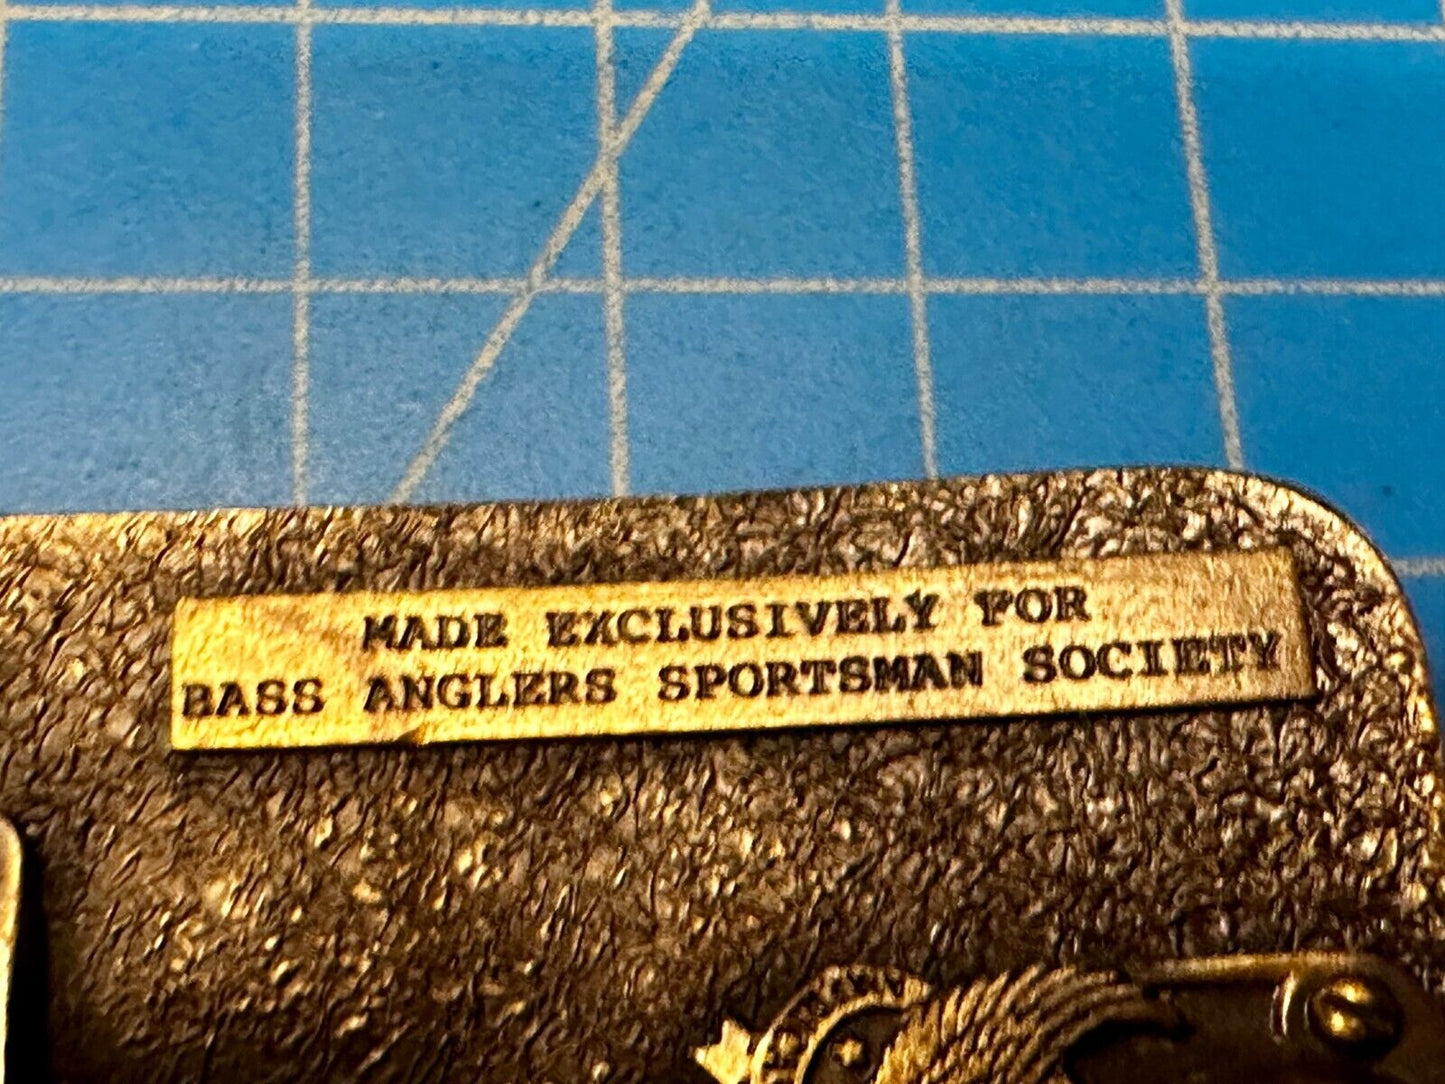 MADE EXCLUSIVELY FOR
BASS ANGLERS SPORTSMAN SOCIETY